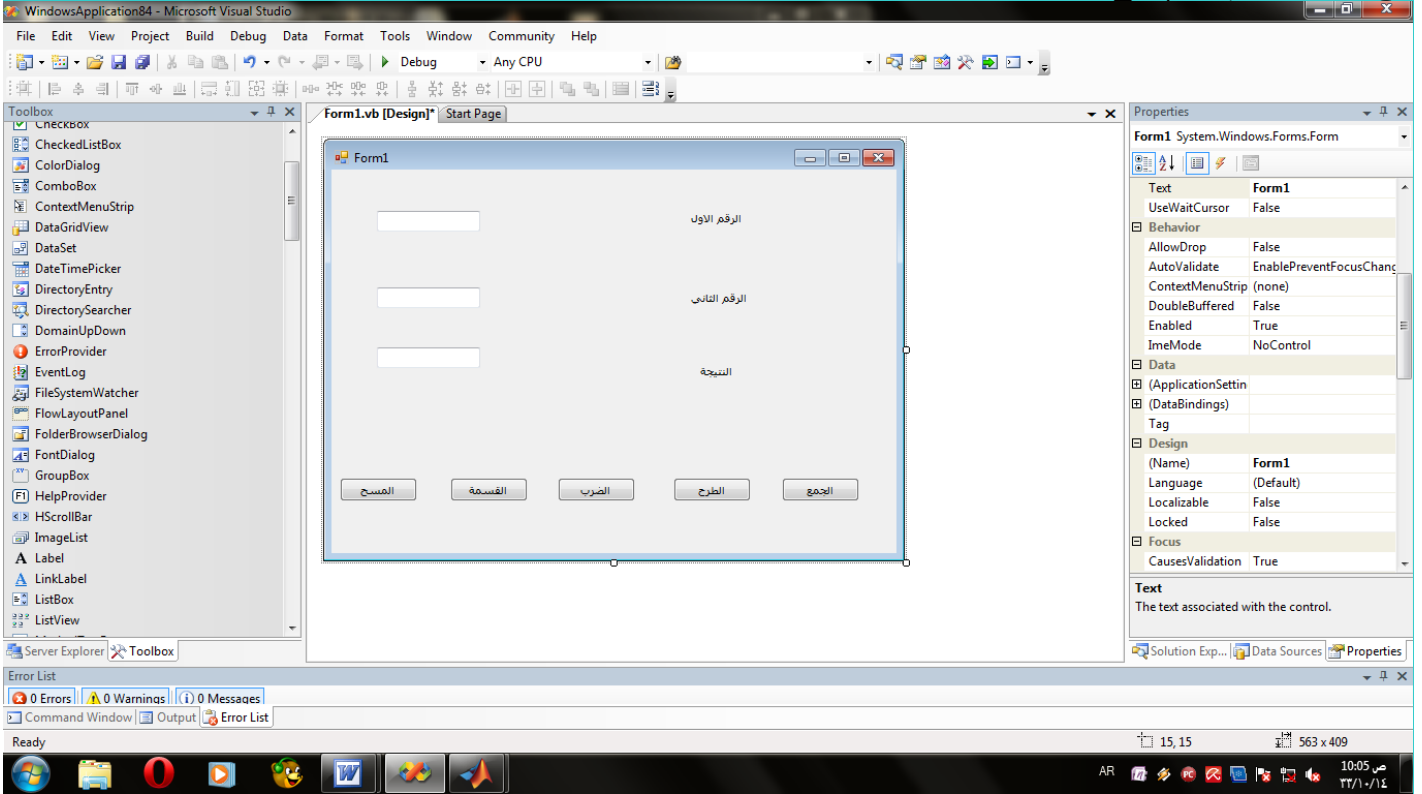 WindowsApplication84 - Microsoft Visual Studio
File Edit View Project Build Debug Data Format Tools Window Community Help
Debug Any CPU
Toolbox
CheckBox
CheckedListBox
ColorDialog
ComboBox
ContextMenuStrip
DataGridView
DataSet
DateTimePicker
DirectoryEntry
DirectorySearcher
DomainUpDown
ErrorProvider
EventLog
FileSystemWatcher
FlowLayoutPanel
FolderBrowserDialog
FontDialog
GroupBox
HelpProvider
HScrollBar
ImageList
A Label
A LinkLabel
ListBox
ListView
Server Explorer Toolbox
Form1.vb [Design]* Start Page
Form1
الرقم الاول
الرقم الثاني
النتيجة
الجمع الطرح الضرب القسمة المسح
Properties
Form1 System.Windows.Forms.Form
Text Form1
UseWaitCursor False
Behavior
AllowDrop False
AutoValidate EnablePreventFocusChang
ContextMenuStrip (none)
DoubleBuffered False
Enabled True
ImeMode NoControl
Data
(ApplicationSettin
(DataBindings)
Tag
Design
(Name) Form1
Language (Default)
Localizable False
Locked False
Focus
CausesValidation True
Text
The text associated with the control.
Solution Exp... Data Sources Properties
Error List
0 Errors 0 Warnings 0 Messages
Command Window Output Error List
Ready 15, 15 563 x 409
AR
10:05 ص
٣٣/١٠/١٤